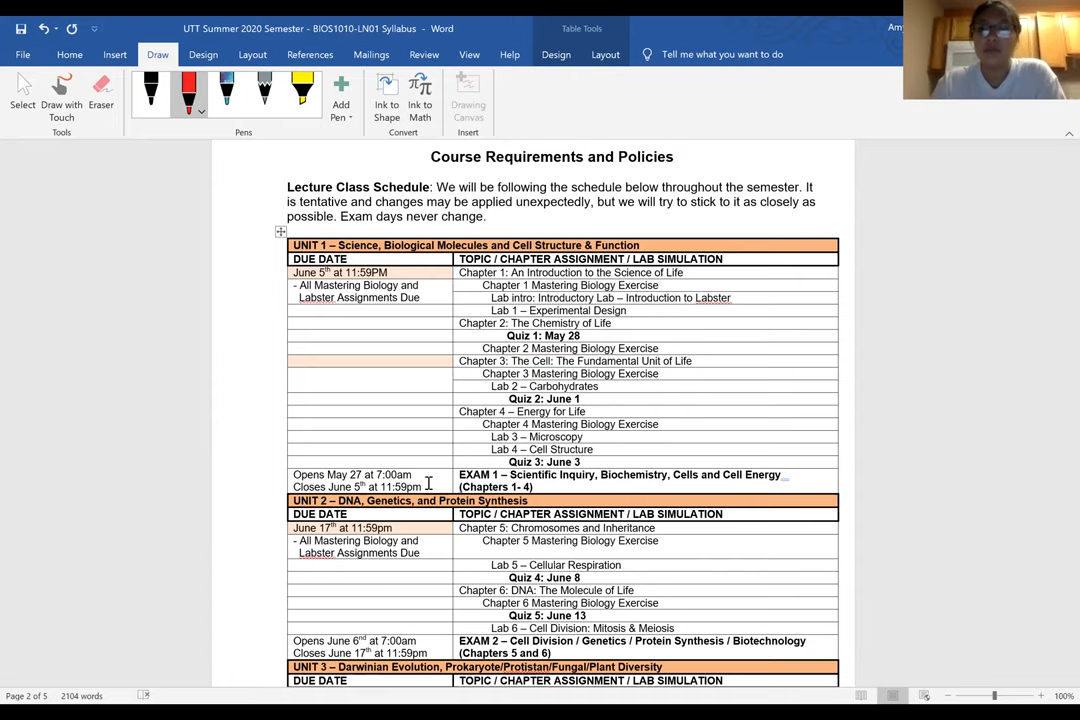 UTT Summer 2020 Semester - BIOS1010-LN01 Syllabus - Word
Table Tools
File Home Insert Draw Design Layout References Mailings Review View Help Design Layout Tell me what you want to do
Select Draw with Touch Eraser
Add Pen
Ink to Shape Ink to Math
Drawing Canvas
Tools Pens Convert Insert
Course Requirements and Policies
Lecture Class Schedule: We will be following the schedule below throughout the semester. It
is tentative and changes may be applied unexpectedly, but we will try to stick to it as closely as
possible. Exam days never change.
UNIT 1 – Science, Biological Molecules and Cell Structure & Function
DUE DATE TOPIC / CHAPTER ASSIGNMENT / LAB SIMULATION
June 5th at 11:59PM Chapter 1: An Introduction to the Science of Life
- All Mastering Biology and Chapter 1 Mastering Biology Exercise
Labster Assignments Due Lab intro: Introductory Lab – Introduction to Labster
Lab 1 – Experimental Design
Chapter 2: The Chemistry of Life
Quiz 1: May 28
Chapter 2 Mastering Biology Exercise
Chapter 3: The Cell: The Fundamental Unit of Life
Chapter 3 Mastering Biology Exercise
Lab 2 – Carbohydrates
Quiz 2: June 1
Chapter 4 – Energy for Life
Chapter 4 Mastering Biology Exercise
Lab 3 – Microscopy
Lab 4 – Cell Structure
Quiz 3: June 3
Opens May 27 at 7:00am EXAM 1 – Scientific Inquiry, Biochemistry, Cells and Cell Energy
Closes June 5th at 11:59pm (Chapters 1- 4)
UNIT 2 – DNA, Genetics, and Protein Synthesis
DUE DATE TOPIC / CHAPTER ASSIGNMENT / LAB SIMULATION
June 17th at 11:59pm Chapter 5: Chromosomes and Inheritance
- All Mastering Biology and Chapter 5 Mastering Biology Exercise
Labster Assignments Due
Lab 5 – Cellular Respiration
Quiz 4: June 8
Chapter 6: DNA: The Molecule of Life
Chapter 6 Mastering Biology Exercise
Quiz 5: June 13
Lab 6 – Cell Division: Mitosis & Meiosis
Opens June 6nd at 7:00am EXAM 2 – Cell Division / Genetics / Protein Synthesis / Biotechnology
Closes June 17th at 11:59pm (Chapters 5 and 6)
UNIT 3 – Darwinian Evolution, Prokaryote/Protistan/Fungal/Plant Diversity
DUE DATE TOPIC / CHAPTER ASSIGNMENT / LAB SIMULATION
Page 2 of 5 2104 words 100%